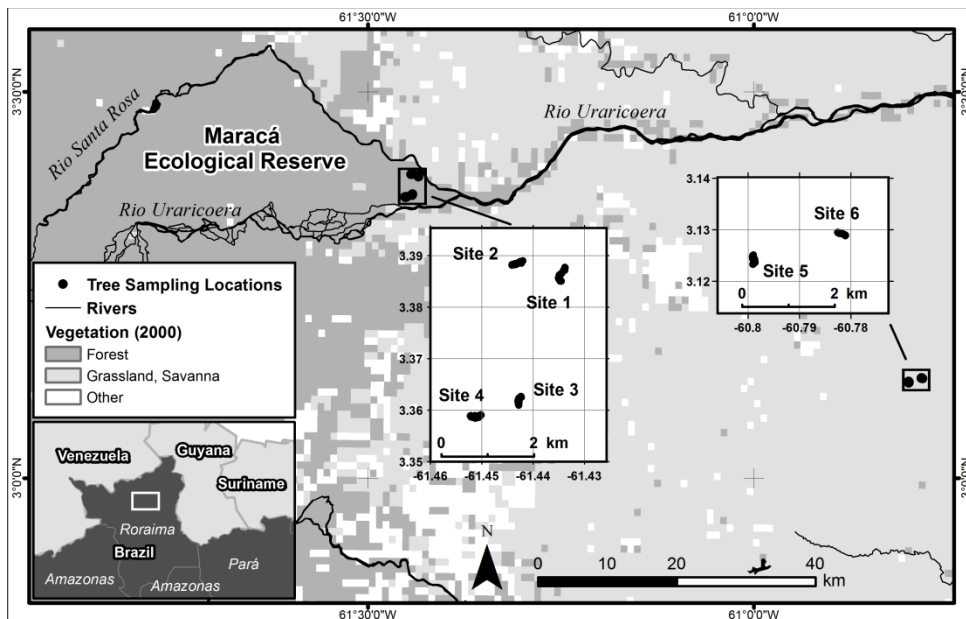 61°30'0"W
61°0'0"W
3°30'0"N
3°30'0"N
Rio Santa Rosa
Maracá
Ecological Reserve
Rio Uraricoera
Rio Uraricoera
3.14
3.13
3.12
Site 6
Site 5
0 2 km
-60.8 -60.79 -60.78
3.39
3.38
3.37
3.36
3.35
Site 2
Site 1
Site 4
Site 3
0 2 km
-61.46 -61.45 -61.44 -61.43
Tree Sampling Locations
Rivers
Vegetation (2000)
Forest
Grassland, Savanna
Other
3°0'0"N
3°0'0"N
Venezuela
Guyana
Suriname
Roraima
Brazil
Pará
Amazonas
Amazonas
N
0 10 20 40
km
61°30'0"W
61°0'0"W